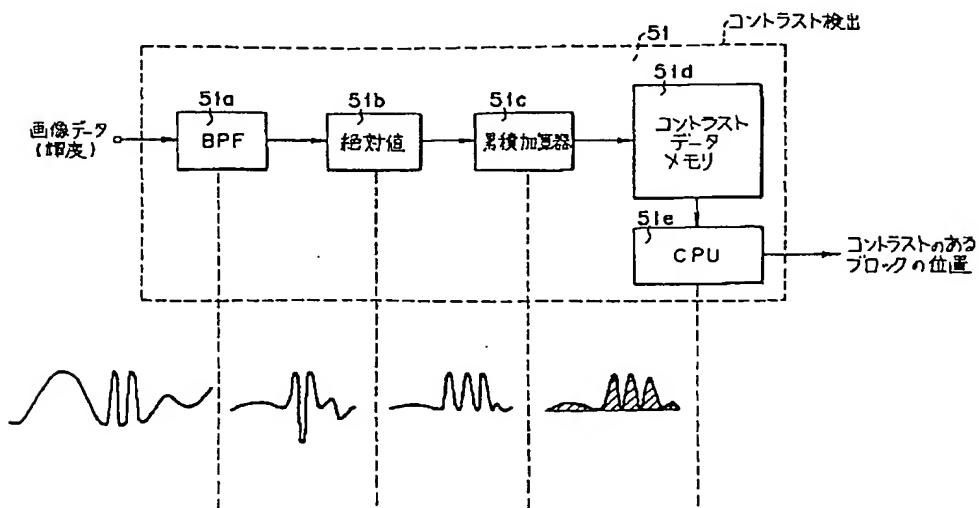 コントラスト検出
51
51a
51b
51c
51d
画像データ
(輝度)
BPF
絶対値
累積加算器
コントラスト
データ
メモリ
51e
CPU
コントラストのある
ブロックの位置